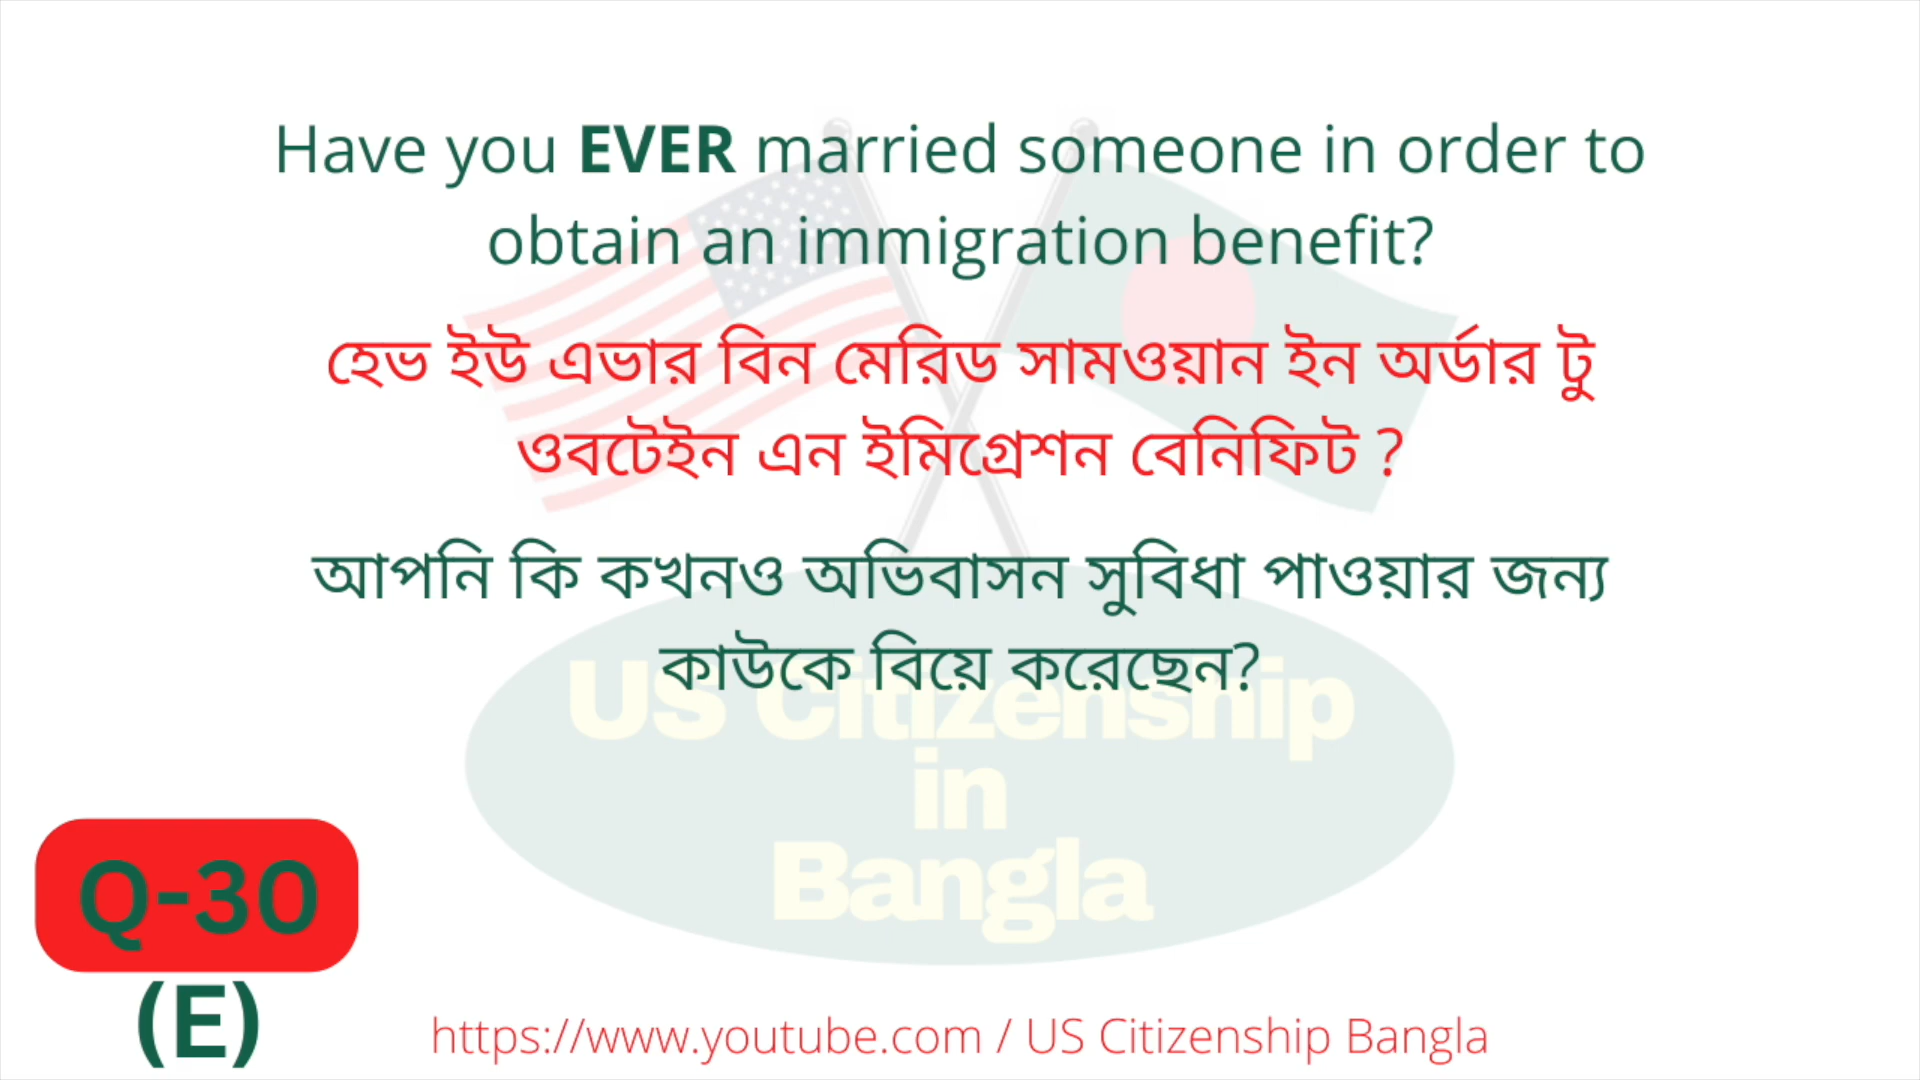 Have you EVER married someone in order to
obtain an immigration benefit?
হেভ ইউ এভার বিন মেরিড সামওয়ান ইন অর্ডার টু
ওবটেইন এন ইমিগ্রেশন বেনিফিট ?
আপনি কি কখনও অভিবাসন সুবিধা পাওয়ার জন্য
কাউকে বিয়ে করেছেন?
US Citizenship
in
Bangla
Q-30
(E)
https://www.youtube.com / US Citizenship Bangla